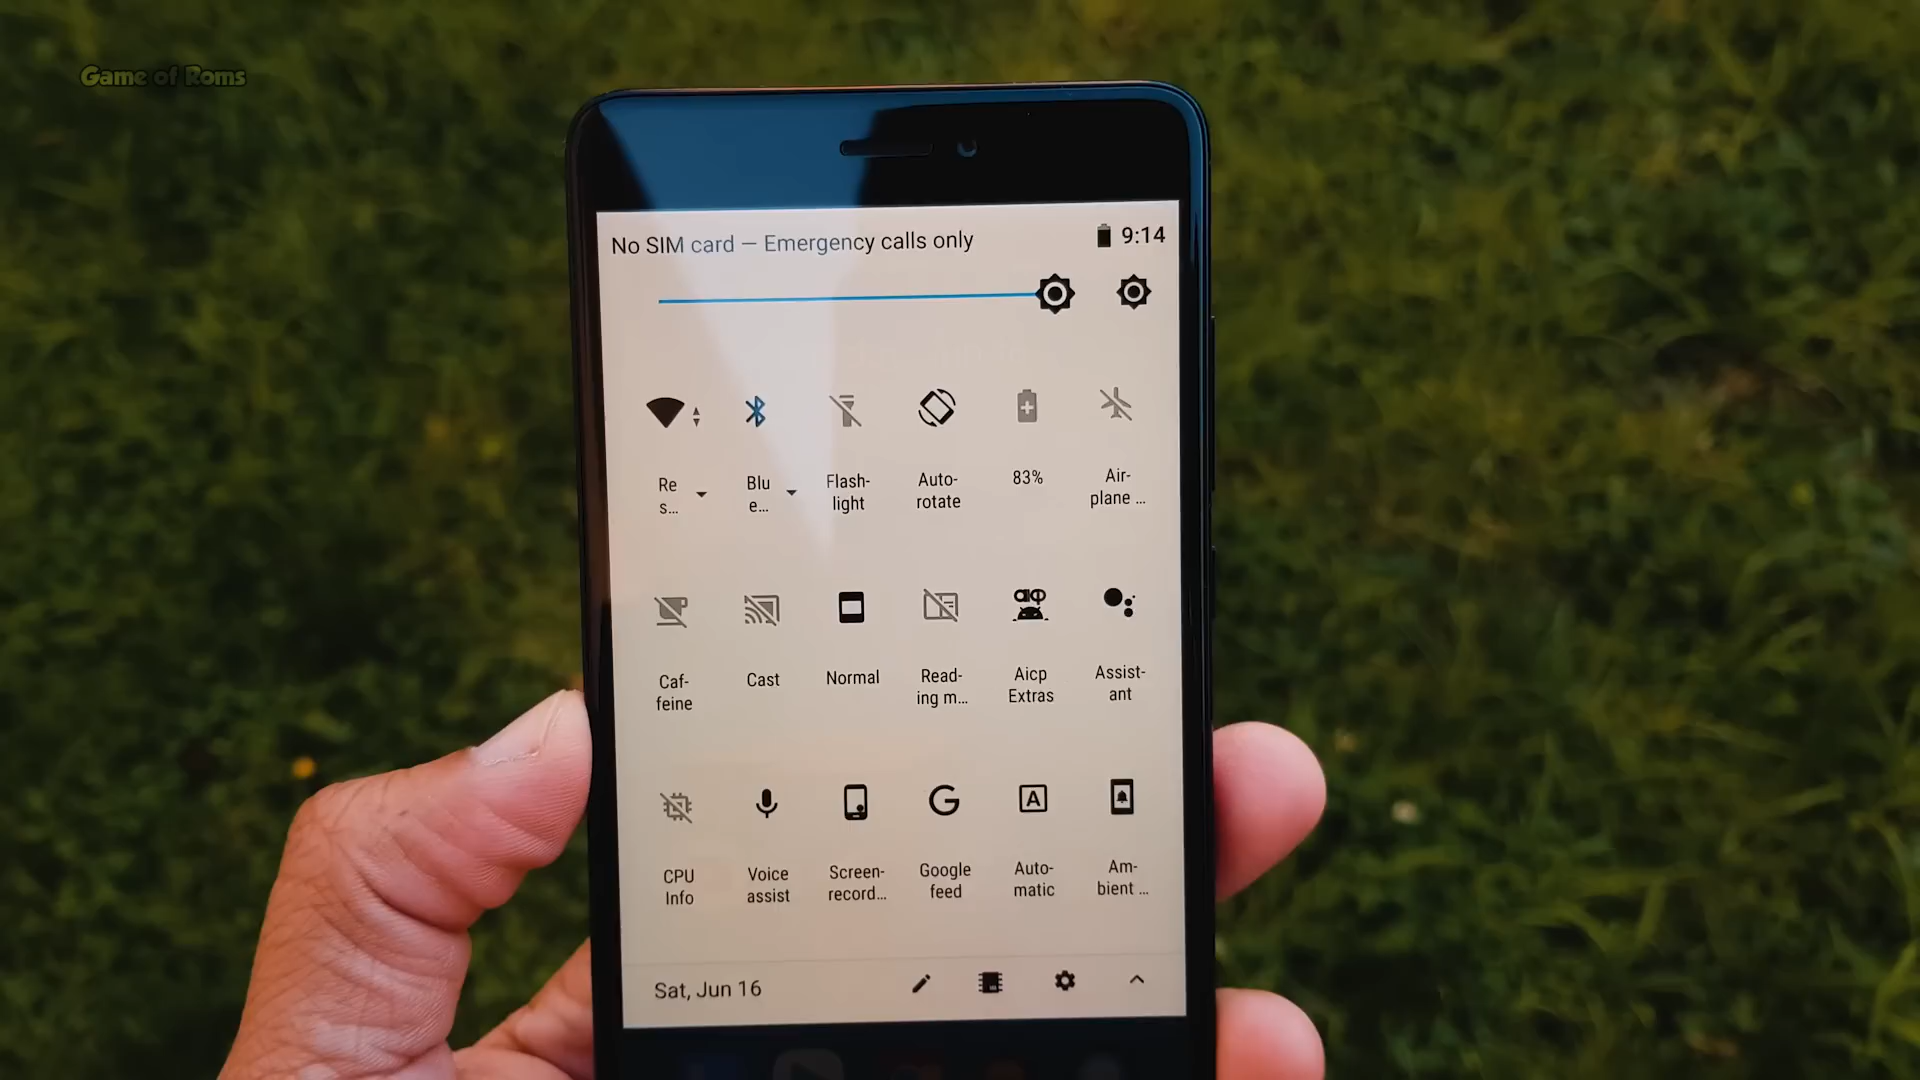 Game of Roms
No SIM card — Emergency calls only
9:14
Re
s...
Blu
e...
Flash-
light
Auto-
rotate
83%
Air-
plane ...
Caf-
feine
Cast
Normal
Read-
ing m...
aicp
Aicp
Extras
Assist-
ant
CPU
Info
Voice
assist
Screen-
record...
G
Google
feed
A
Auto-
matic
Am-
bient ...
Sat, Jun 16